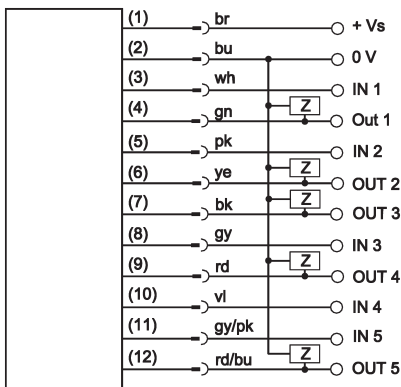 (1) br + Vs
(2) bu 0 V
(3) wh IN 1
Z
(4) gn Out 1
(5) pk IN 2
Z
(6) ye OUT 2
Z
(7) bk OUT 3
(8) gy IN 3
Z
(9) rd OUT 4
(10) vi IN 4
(11) gy/pk IN 5
Z
(12) rd/bu OUT 5